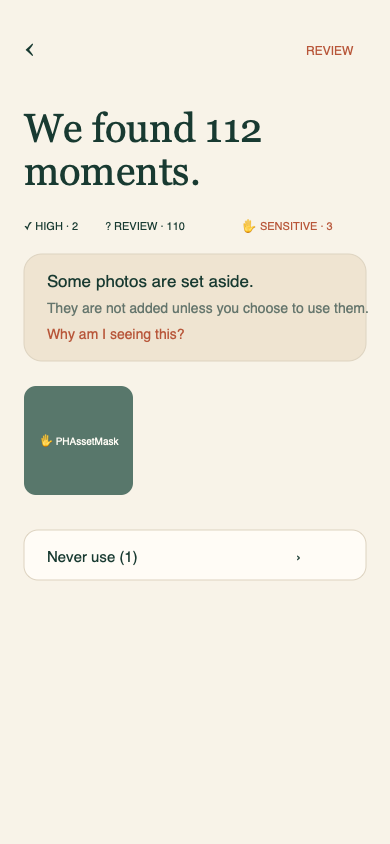 ‹
REVIEW
We found 112
moments.
✓ HIGH · 2 ? REVIEW · 110 ✋ SENSITIVE · 3
Some photos are set aside.
They are not added unless you choose to use them.
Why am I seeing this?
✋ PHAssetMask
Never use (1) ›